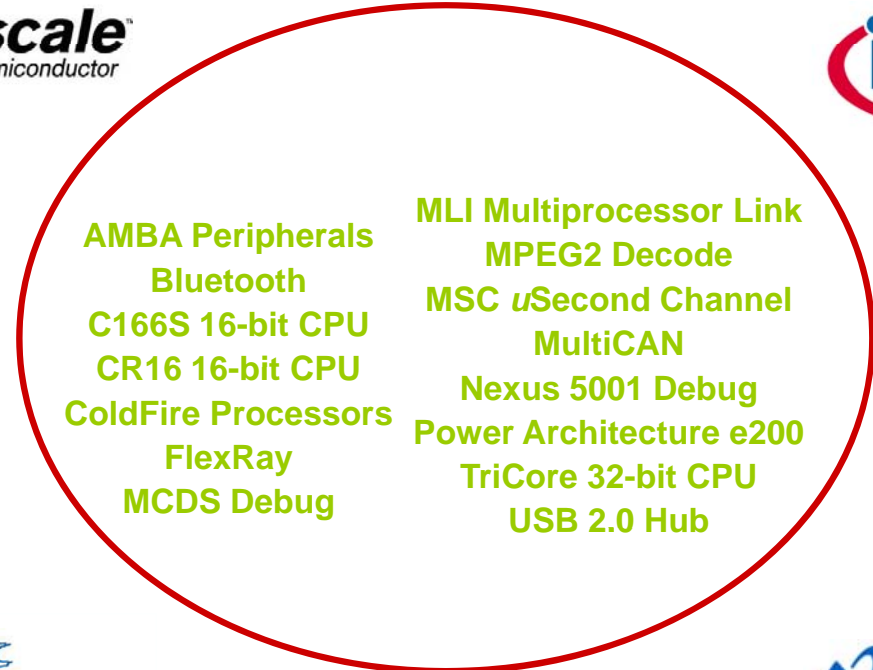 scale™
miconductor
AMBA Peripherals
Bluetooth
C166S 16-bit CPU
CR16 16-bit CPU
ColdFire Processors
FlexRay
MCDS Debug
MLI Multiprocessor Link
MPEG2 Decode
MSC uSecond Channel
MultiCAN
Nexus 5001 Debug
Power Architecture e200
TriCore 32-bit CPU
USB 2.0 Hub